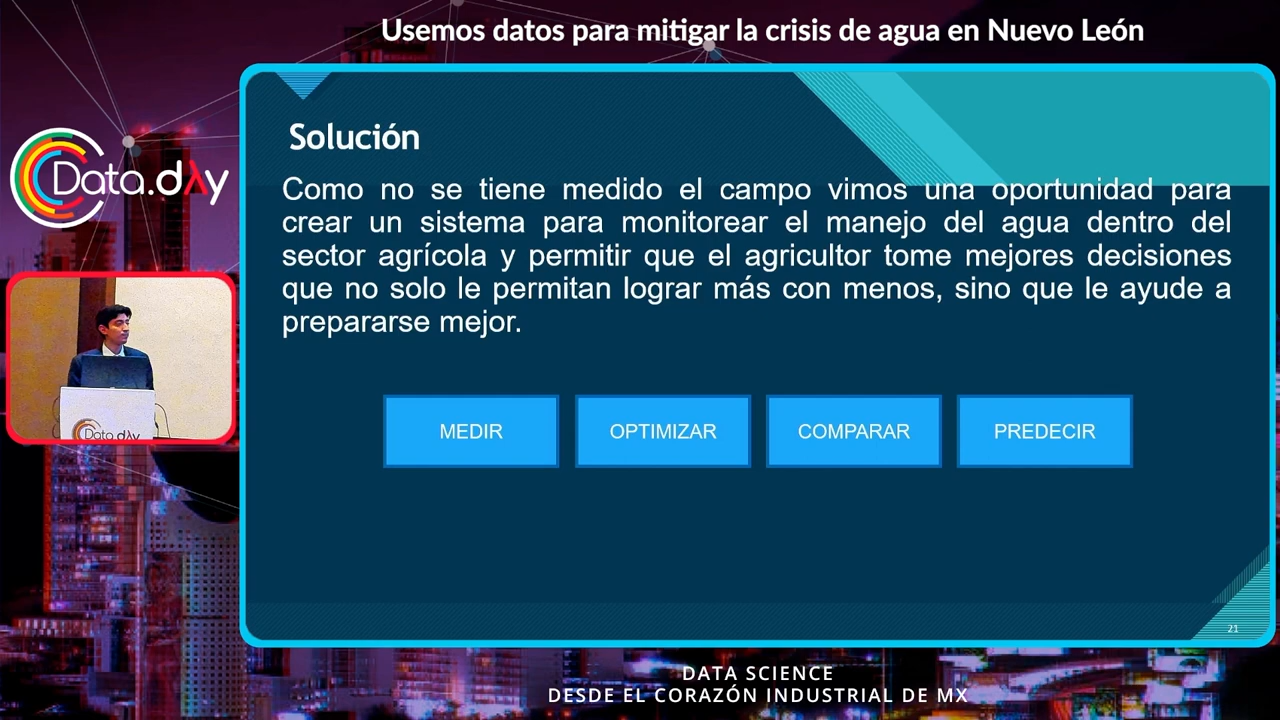 Usemos datos para mitigar la crisis de agua en Nuevo León
Data.dλy
Solución
Como no se tiene medido el campo vimos una oportunidad para
crear un sistema para monitorear el manejo del agua dentro del
sector agrícola y permitir que el agricultor tome mejores decisiones
que no solo le permitan lograr más con menos, sino que le ayude a
prepararse mejor.
MEDIR
OPTIMIZAR
COMPARAR
PREDECIR
Data.dλy
21
DATA SCIENCE
DESDE EL CORAZÓN INDUSTRIAL DE MX